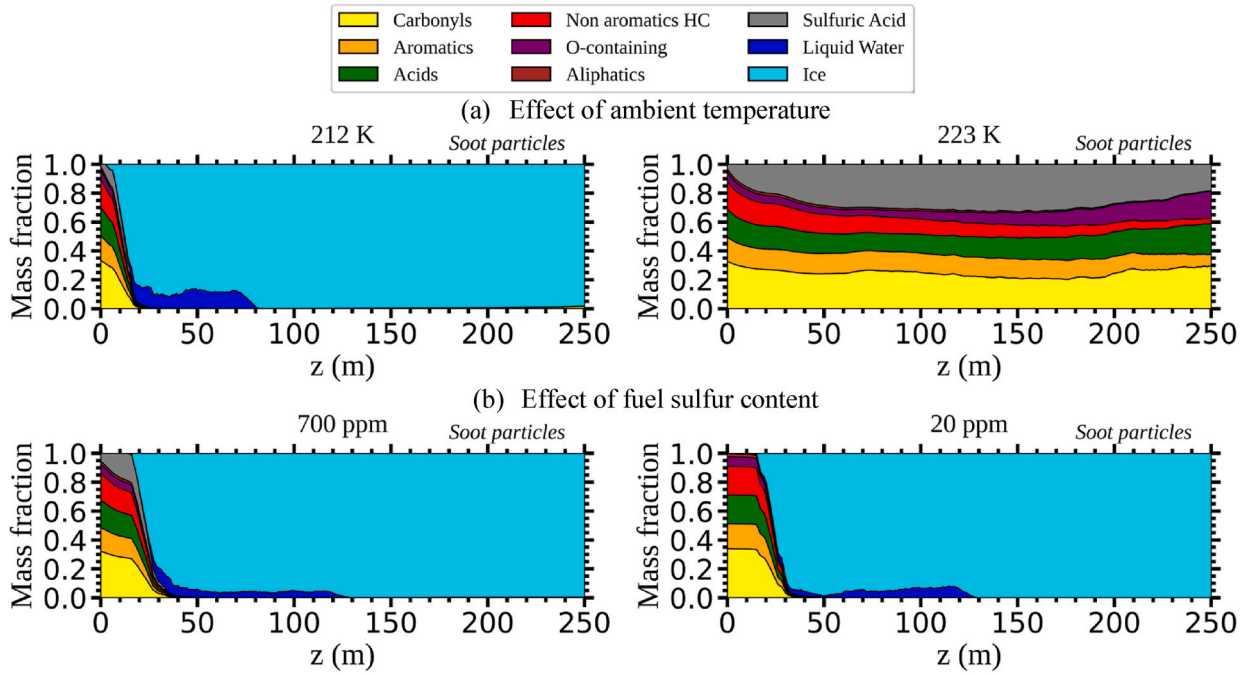 Carbonyls Non aromatics HC Sulfuric Acid
Aromatics O-containing Liquid Water
Acids Aliphatics Ice
(a) Effect of ambient temperature
212 K Soot particles 223 K Soot particles
Mass fraction 1.0 0.8 0.6 0.4 0.2 0.0
0 50 100 150 200 250
z (m)
Mass fraction 1.0 0.8 0.6 0.4 0.2 0.0
0 50 100 150 200 250
z (m)
(b) Effect of fuel sulfur content
700 ppm Soot particles 20 ppm Soot particles
Mass fraction 1.0 0.8 0.6 0.4 0.2 0.0
0 50 100 150 200 250
z (m)
Mass fraction 1.0 0.8 0.6 0.4 0.2 0.0
0 50 100 150 200 250
z (m)